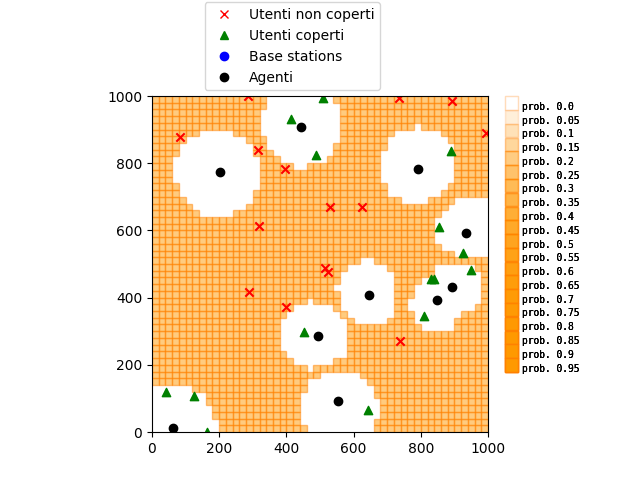 Utenti non coperti
Utenti coperti
Base stations
Agenti
1000
800
600
400
200
0
0
200
400
600
800
1000
prob. 0.0
prob. 0.05
prob. 0.1
prob. 0.15
prob. 0.2
prob. 0.25
prob. 0.3
prob. 0.35
prob. 0.4
prob. 0.45
prob. 0.5
prob. 0.55
prob. 0.6
prob. 0.65
prob. 0.7
prob. 0.75
prob. 0.8
prob. 0.85
prob. 0.9
prob. 0.95